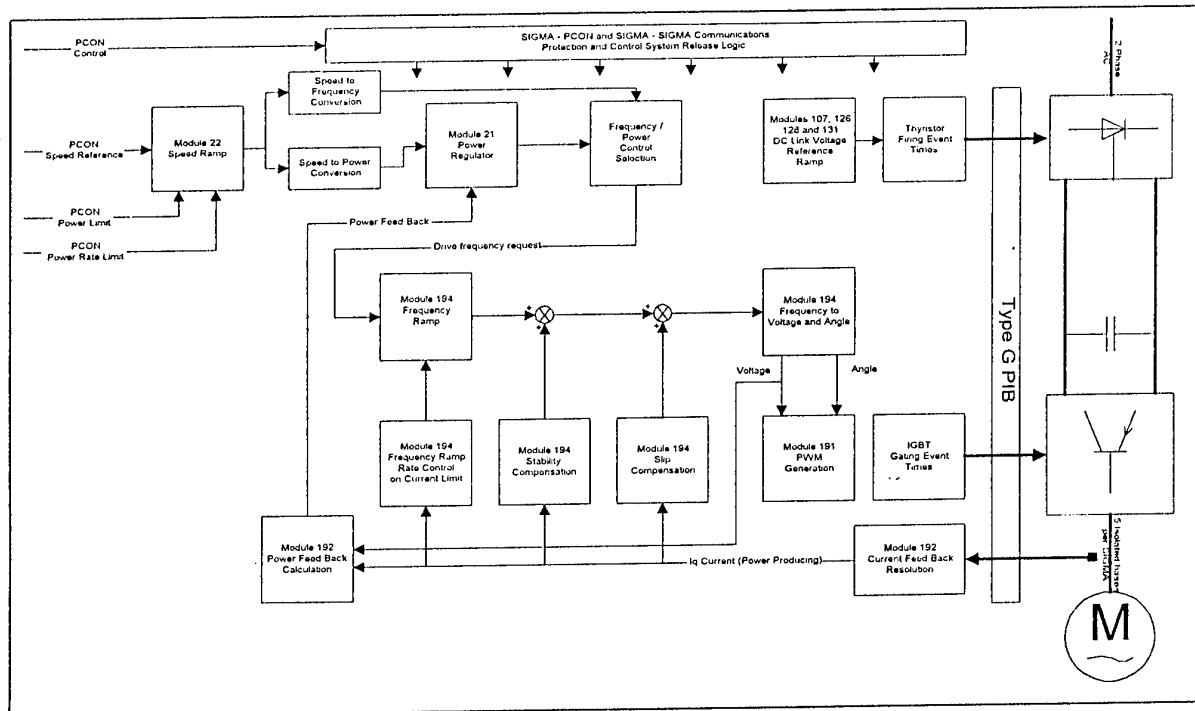 SIGMA - PCON and SIGMA - SIGMA Communications
Protection and Control System Release Logic
PCON
Control
Speed to
Frequency
Conversion
Module 22
Speed Ramp
PCON
Speed Reference
Speed to Power
Conversion
Module 21
Power
Regulator
Frequency /
Power
Control
Selection
Modules 107, 126
128 and 131
DC Link Voltage
Reference
Ramp
Thyristor
Firing Event
Times
PCON
Power Limit
PCON
Power Rate Limit
Power Feed Back
Drive frequency request
Module 194
Frequency
Ramp
+
+
+
+
Module 194
Frequency to
Voltage and Angle
Voltage
Angle
Module 194
Frequency Ramp
Rate Control
on Current Limit
Module 194
Stability
Compensation
Module 194
Slip
Compensation
Module 191
PWM
Generation
IGBT
Gating Event
Times
Module 192
Power Feed Back
Calculation
Iq Current (Power Producing)
Module 192
Current Feed Back
Resolution
Type G PIB
Phase
AC
5 Isolated
per SIGMA
M